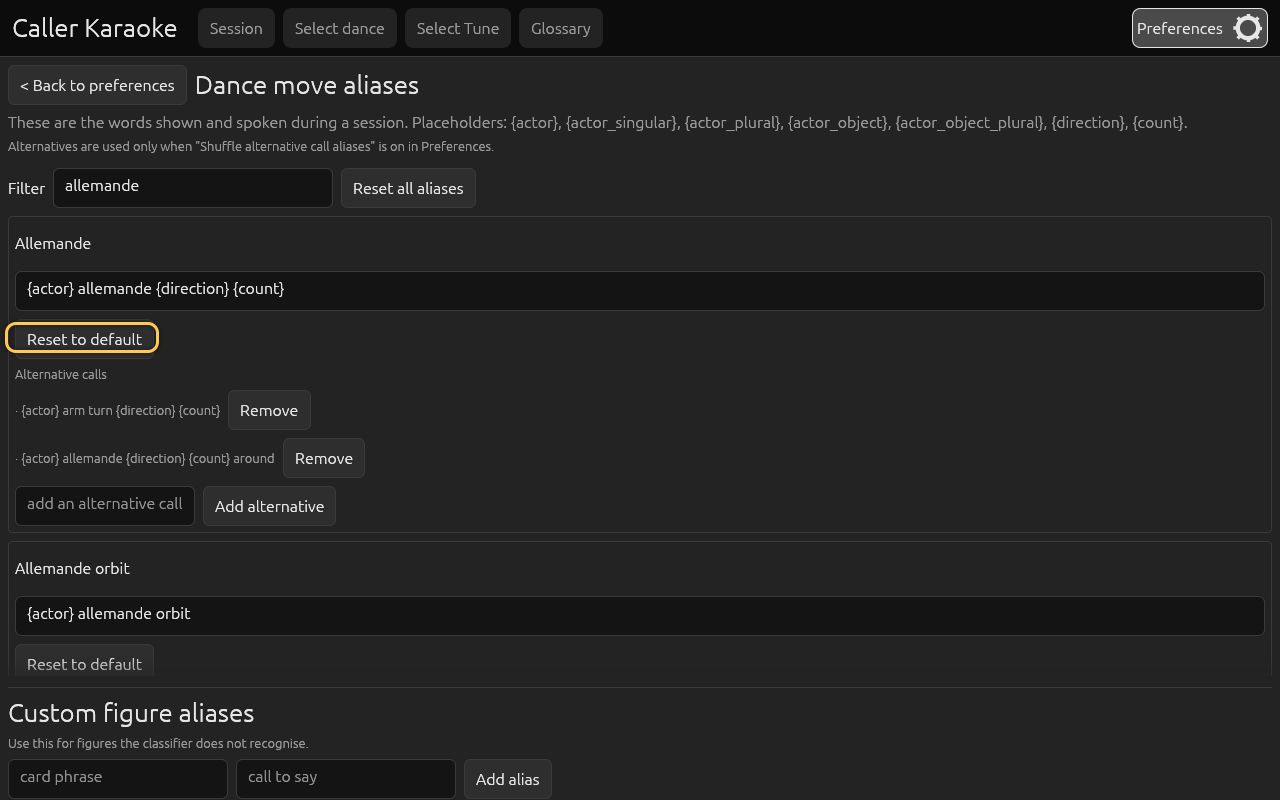 Caller Karaoke Session Select dance Select Tune Glossary Preferences
< Back to preferences Dance move aliases
These are the words shown and spoken during a session. Placeholders: {actor}, {actor_singular}, {actor_plural}, {actor_object}, {actor_object_plural}, {direction}, {count}.
Alternatives are used only when "Shuffle alternative call aliases" is on in Preferences.
Filter allemande Reset all aliases
Allemande
{actor} allemande {direction} {count}
Reset to default
Alternative calls
· {actor} arm turn {direction} {count} Remove
· {actor} allemande {direction} {count} around Remove
add an alternative call Add alternative
Allemande orbit
{actor} allemande orbit
Reset to default
Custom figure aliases
Use this for figures the classifier does not recognise.
card phrase call to say Add alias